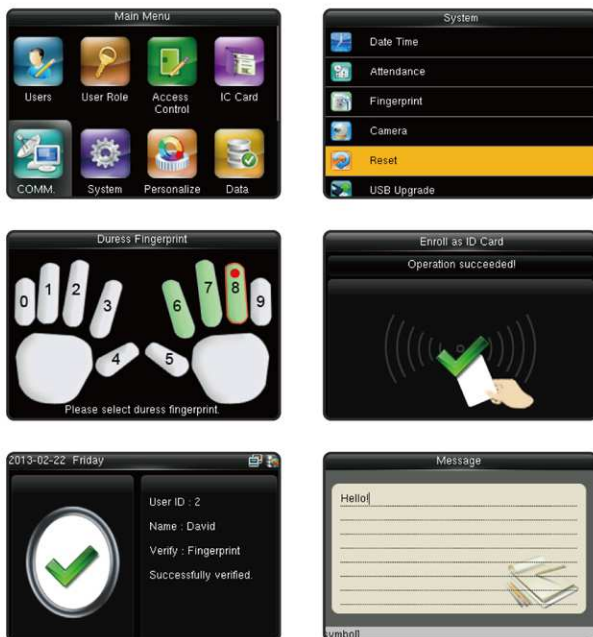 Main Menu
Users
User Role
Access
Control
IC Card
COMM.
System
Personalize
Data
System
Date Time
Attendance
Fingerprint
Camera
Reset
USB Upgrade
Duress Fingerprint
0 1 2 3 6 7 8 9
4 5
Please select duress fingerprint.
Enroll as ID Card
Operation succeeded!
2013-02-22 Friday
User ID : 2
Name : David
Verify : Fingerprint
Successfully verified.
Message
Hello!
symbol]